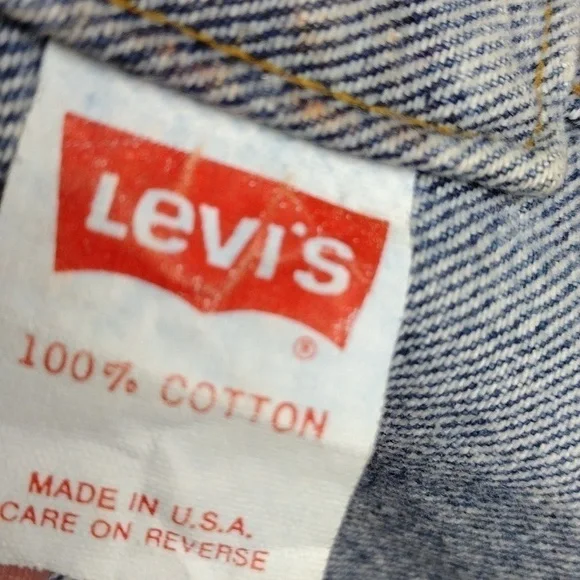 Levi's
®
100% COTTON
MADE IN U.S.A.
CARE ON REVERSE